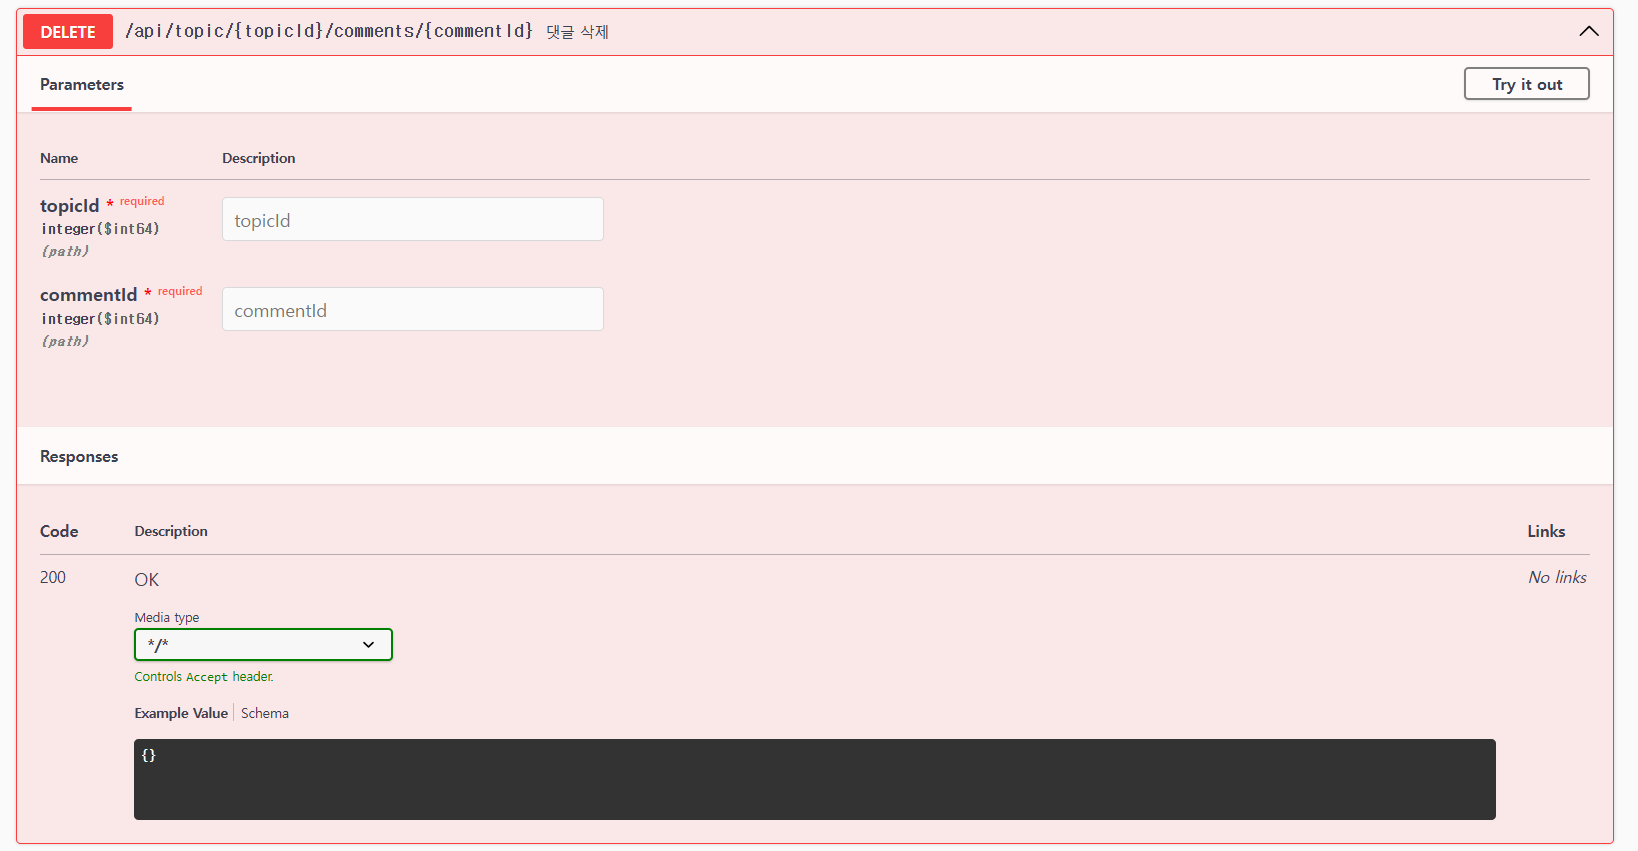 DELETE /api/topic/{topicId}/comments/{commentId} 댓글 삭제
Parameters
Try it out
Name Description
topicId * required
integer($int64)
(path)
topicId
commentId * required
integer($int64)
(path)
commentId
Responses
Code Description Links
200 OK No links
Media type
*/*
Controls Accept header.
Example Value Schema
{}